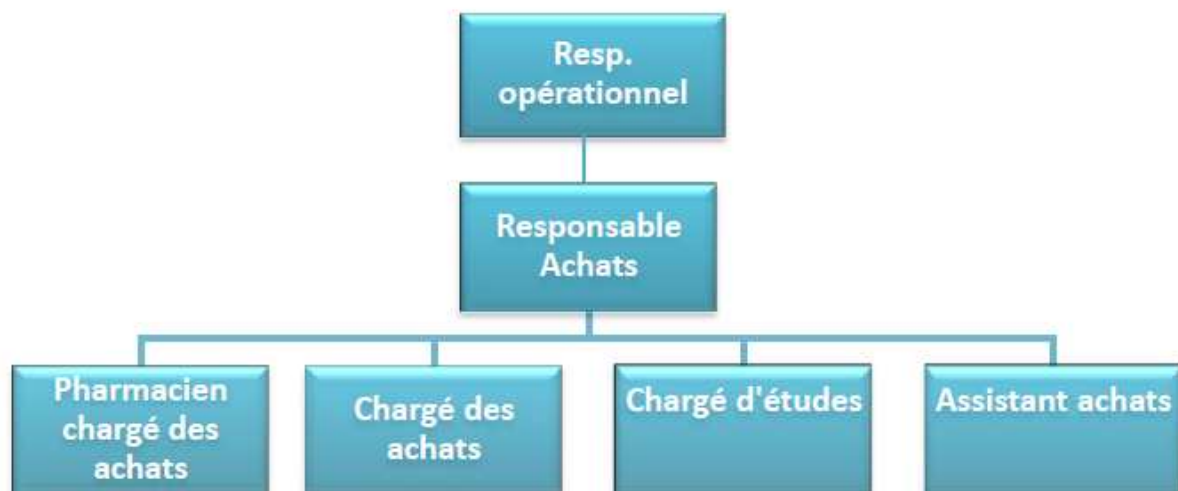 Resp.
opérationnel
Responsable
Achats
Pharmacien
chargé des
achats
Chargé des
achats
Chargé d'études
Assistant achats